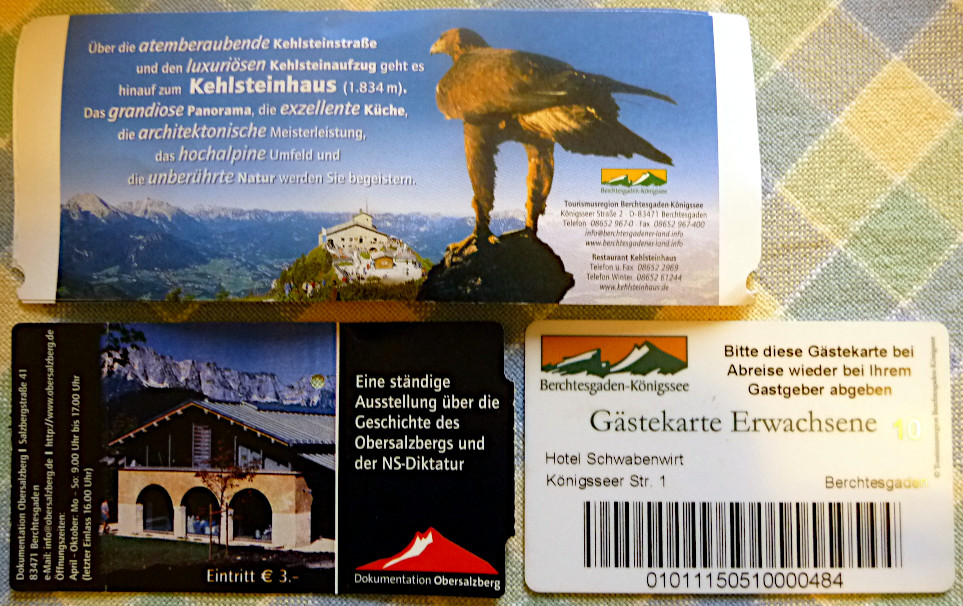 Über die atemberaubende Kehlsteinstraße
und den luxuriösen Kehlsteinaufzug geht es
hinauf zum Kehlsteinhaus (1.834 m).
Das grandiose Panorama, die exzellente Küche,
die architektonische Meisterleistung,
das hochalpine Umfeld und
die unberührte Natur werden Sie begeistern.
Berchtesgaden-Königssee
Tourismusregion Berchtesgaden-Königssee
Königsseer Straße 2 · D-83471 Berchtesgaden
Telefon 08652 967-0 · Fax 08652 967-400
info@berchtesgadener-land.info
www.berchtesgadener-land.info
Restaurant Kehlsteinhaus
Telefon u. Fax 08652 2969
Telefon Winter 08652 61244
www.kehlsteinhaus.de
Dokumentation Obersalzberg I Salzbergstraße 41
83471 Berchtesgaden
e-Mail: info@obersalzberg.de I http://www.obersalzberg.de
Öffnungszeiten:
April - Oktober: Mo - So: 9.00 Uhr bis 17.00 Uhr
(letzter Einlass 16.00 Uhr)
Eintritt € 3.-
Eine ständige
Ausstellung über die
Geschichte des
Obersalzbergs und
der NS-Diktatur
Dokumentation Obersalzberg
Berchtesgaden-Königssee
Bitte diese Gästekarte bei
Abreise wieder bei Ihrem
Gastgeber abgeben
Gästekarte Erwachsene
10
Hotel Schwabenwirt
Königsseer Str. 1
Berchtesgaden
01011150510000484